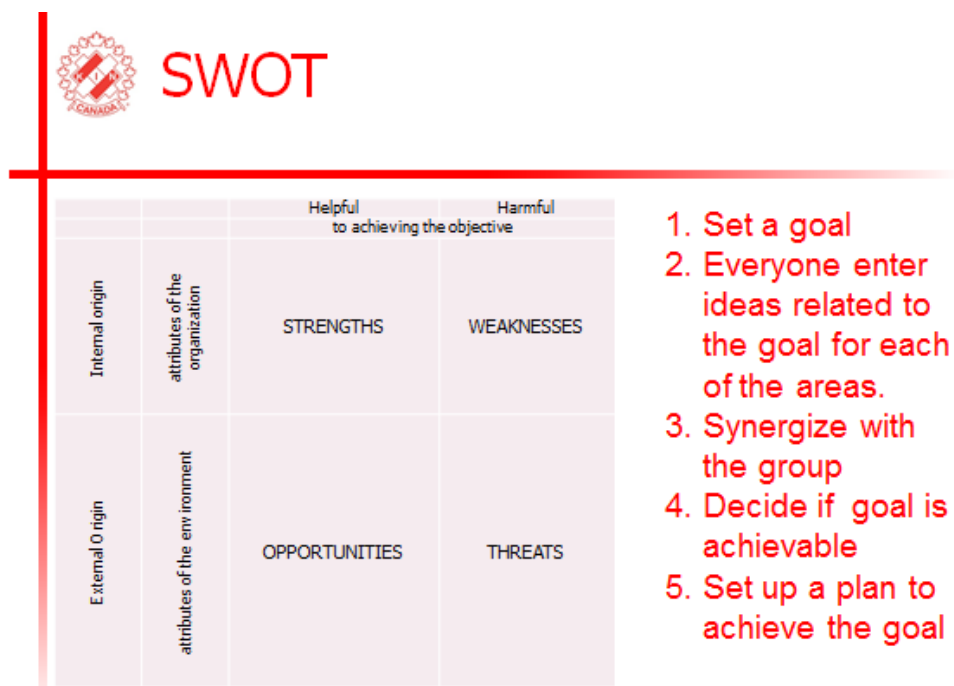 KIN
CANADA
SWOT
Helpful Harmful
to achieving the objective
Internal origin
attributes of the
organization
STRENGTHS WEAKNESSES
External Origin
attributes of the environment
OPPORTUNITIES THREATS
1. Set a goal
2. Everyone enter
ideas related to
the goal for each
of the areas.
3. Synergize with
the group
4. Decide if goal is
achievable
5. Set up a plan to
achieve the goal